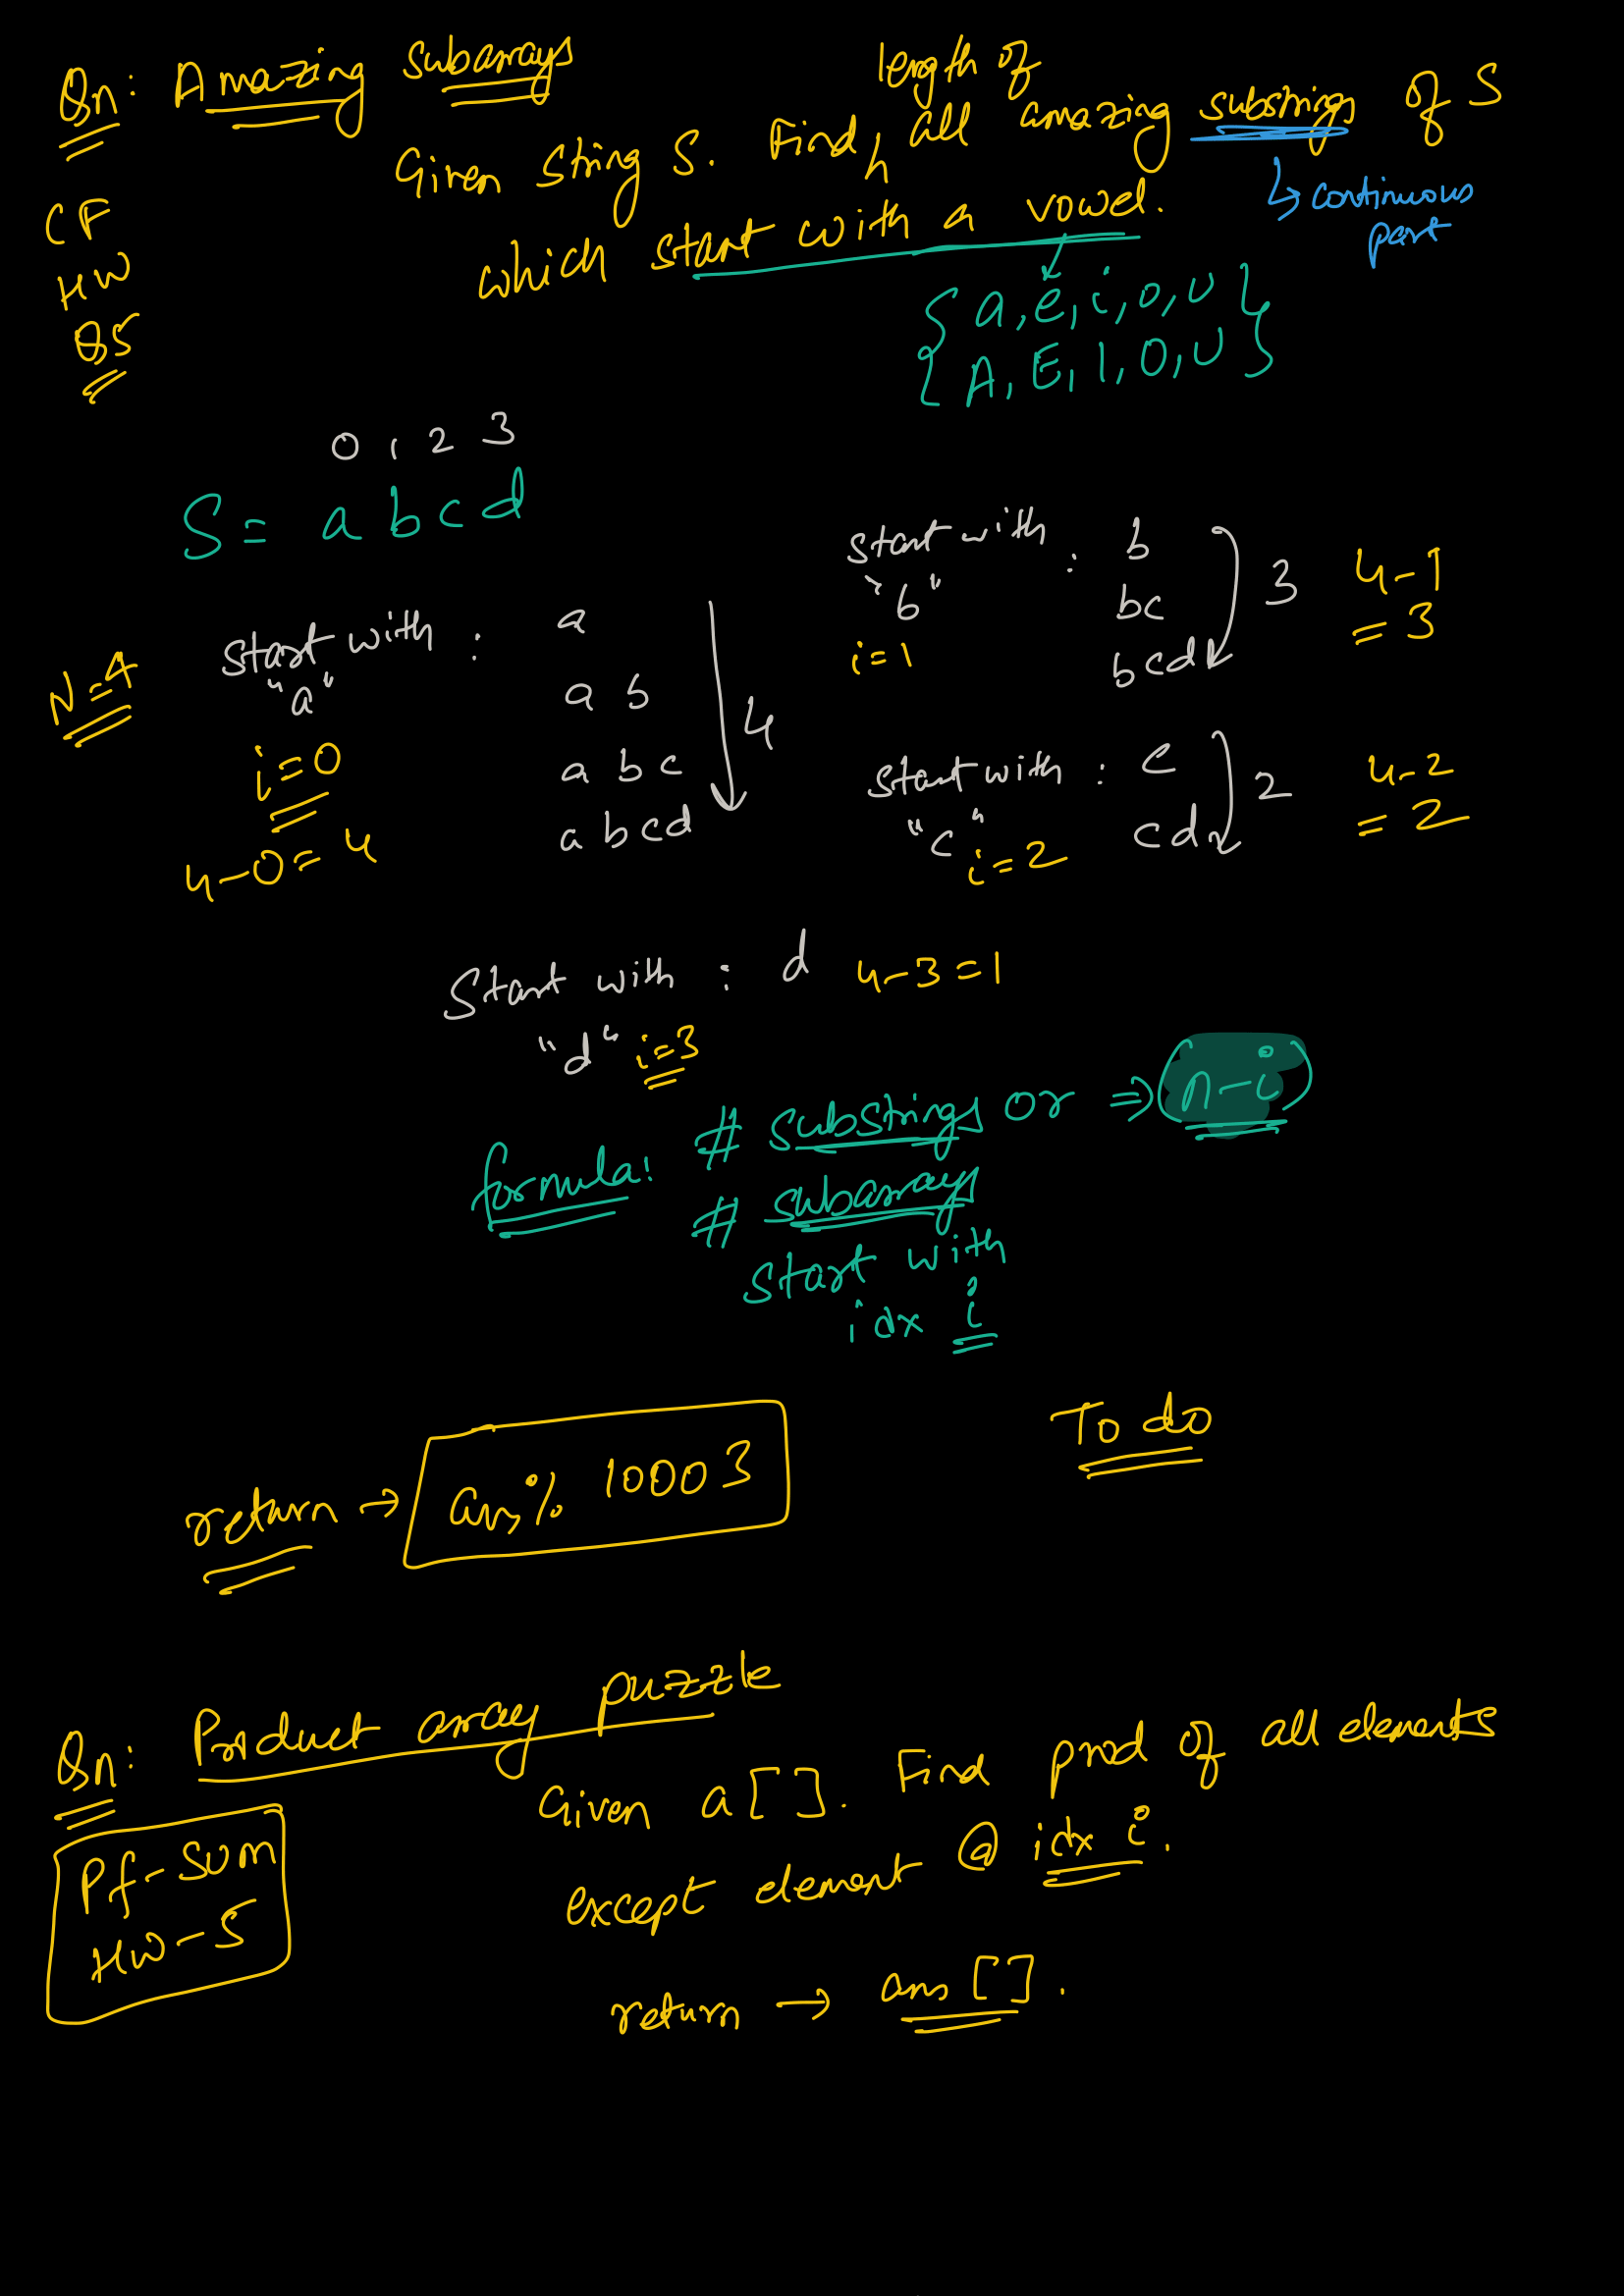 Qn: Amazing subarrays
length of
Given string S. Find all amazing substrings of S
→ continuous part
which start with a vowel.
{a, e, i, o, u}
{A, E, I, O, U}
CF
HW
Q5
0 1 2 3
S = a b c d
N=4
start with "a" :
a
a b
a b c
a b c d
4
i=0
4-0=4
start with "b" :
b
bc
bcd
3
4-1
= 3
i=1
start with "c" :
c
cd
2
4-2
= 2
i=2
Start with "d" : d 4-3=1
i=3
formula: # substrings or ⇒ (n-i)
# subarrays
start with
idx i
return → ans % 10003
To do
Qn: Product array puzzle
Pf-sum
HW-5
Given a[ ]. Find prod of all elements
except element @ idx i.
return → ans [ ].